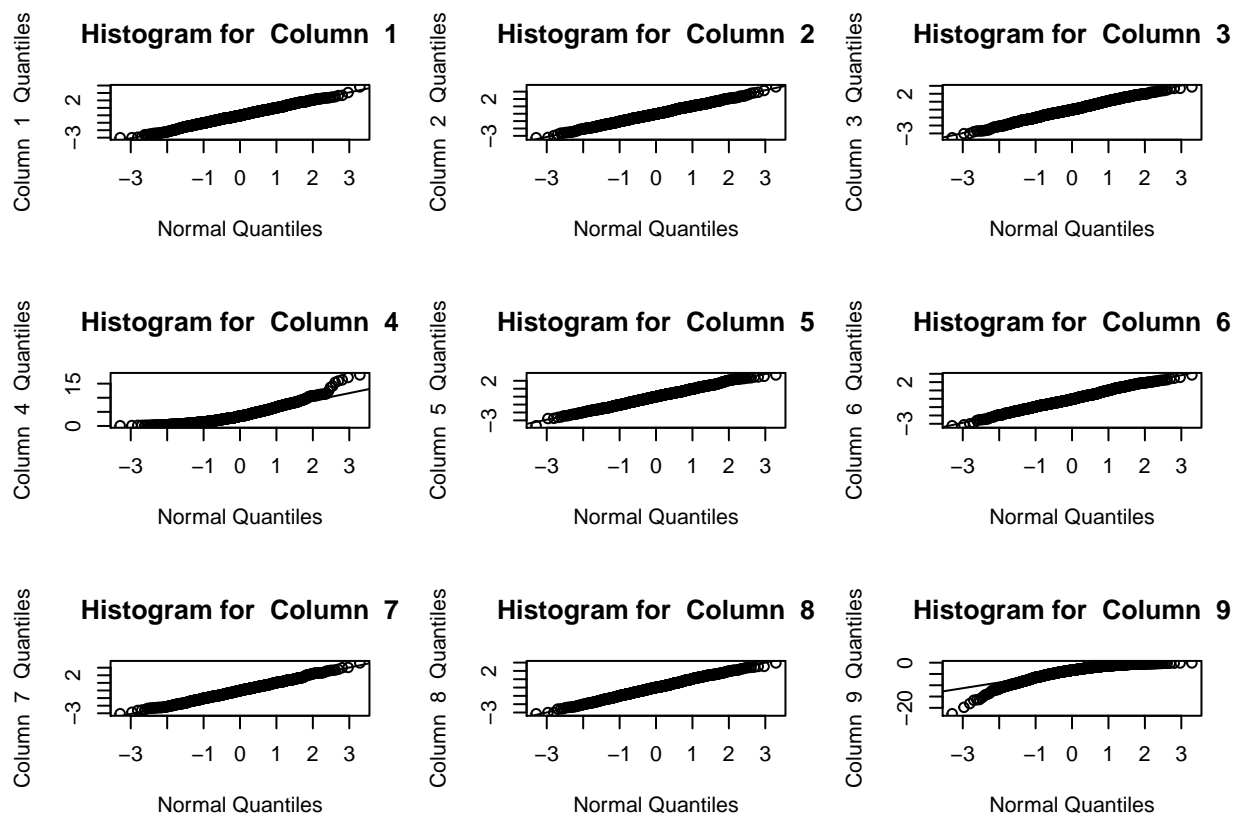 Histogram for  Column  1
Column  1  Quantiles
2
−3
−3 −1 0 1 2 3
Normal Quantiles
Histogram for  Column  2
Column  2  Quantiles
2
−3
−3 −1 0 1 2 3
Normal Quantiles
Histogram for  Column  3
Column  3  Quantiles
2
−3
−3 −1 0 1 2 3
Normal Quantiles
Histogram for  Column  4
Column  4  Quantiles
15
0
−3 −1 0 1 2 3
Normal Quantiles
Histogram for  Column  5
Column  5  Quantiles
2
−3
−3 −1 0 1 2 3
Normal Quantiles
Histogram for  Column  6
Column  6  Quantiles
2
−3
−3 −1 0 1 2 3
Normal Quantiles
Histogram for  Column  7
Column  7  Quantiles
2
−3
−3 −1 0 1 2 3
Normal Quantiles
Histogram for  Column  8
Column  8  Quantiles
2
−3
−3 −1 0 1 2 3
Normal Quantiles
Histogram for  Column  9
Column  9  Quantiles
0
−20
−3 −1 0 1 2 3
Normal Quantiles